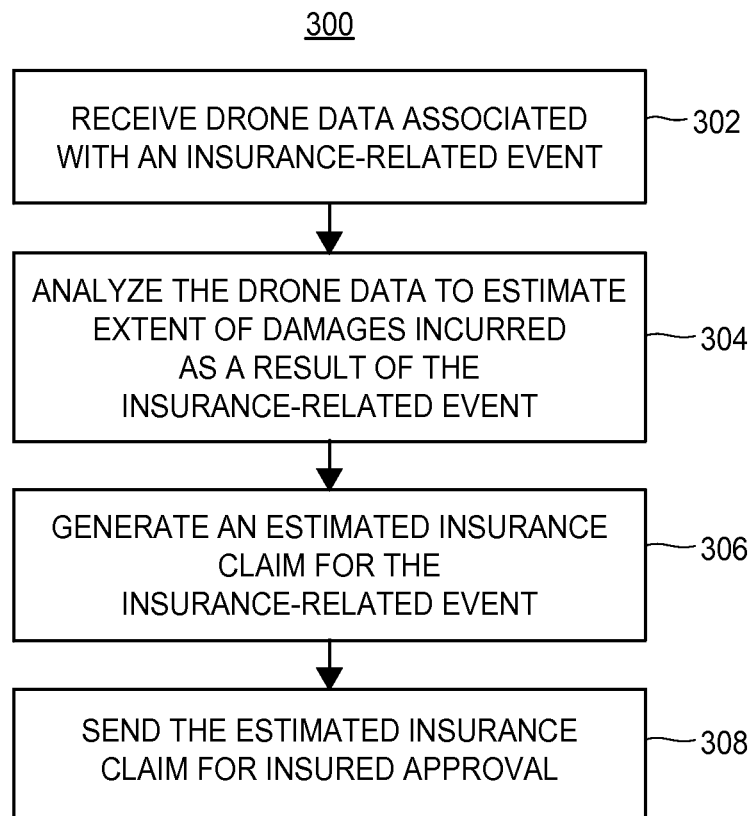 300
RECEIVE DRONE DATA ASSOCIATED
WITH AN INSURANCE-RELATED EVENT
302
ANALYZE THE DRONE DATA TO ESTIMATE
EXTENT OF DAMAGES INCURRED
AS A RESULT OF THE
INSURANCE-RELATED EVENT
304
GENERATE AN ESTIMATED INSURANCE
CLAIM FOR THE
INSURANCE-RELATED EVENT
306
SEND THE ESTIMATED INSURANCE
CLAIM FOR INSURED APPROVAL
308